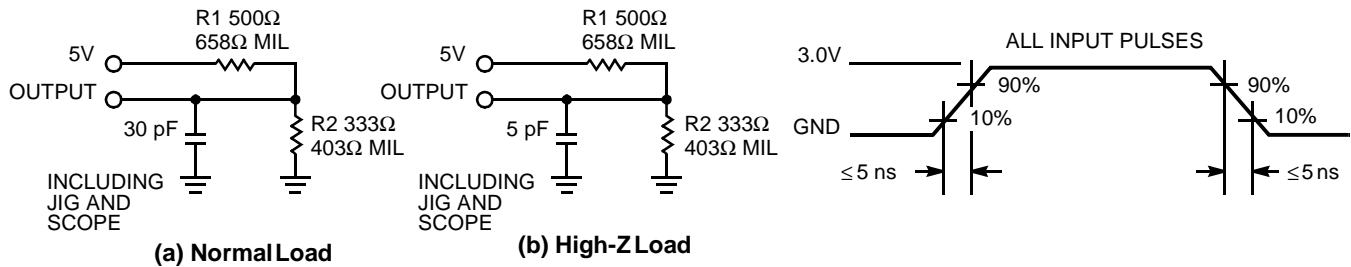 R1 500Ω
658Ω MIL
5V
OUTPUT
30 pF
R2 333Ω
403Ω MIL
INCLUDING
JIG AND
SCOPE
(a) Normal Load
R1 500Ω
658Ω MIL
5V
OUTPUT
5 pF
R2 333Ω
403Ω MIL
INCLUDING
JIG AND
SCOPE
(b) High-Z Load
ALL INPUT PULSES
3.0V
90%
90%
10%
10%
GND
≤ 5 ns
≤ 5 ns